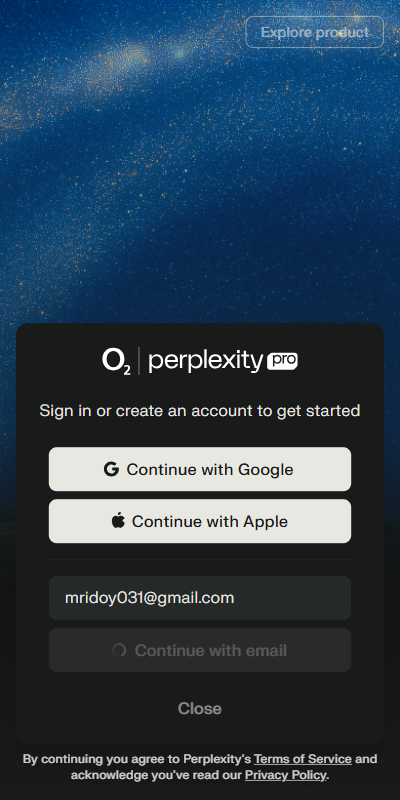 Explore product
O2 | perplexity pro
Sign in or create an account to get started
Continue with Google
Continue with Apple
mridoy031@gmail.com
Continue with email
Close
By continuing you agree to Perplexity's Terms of Service and
acknowledge you've read our Privacy Policy.